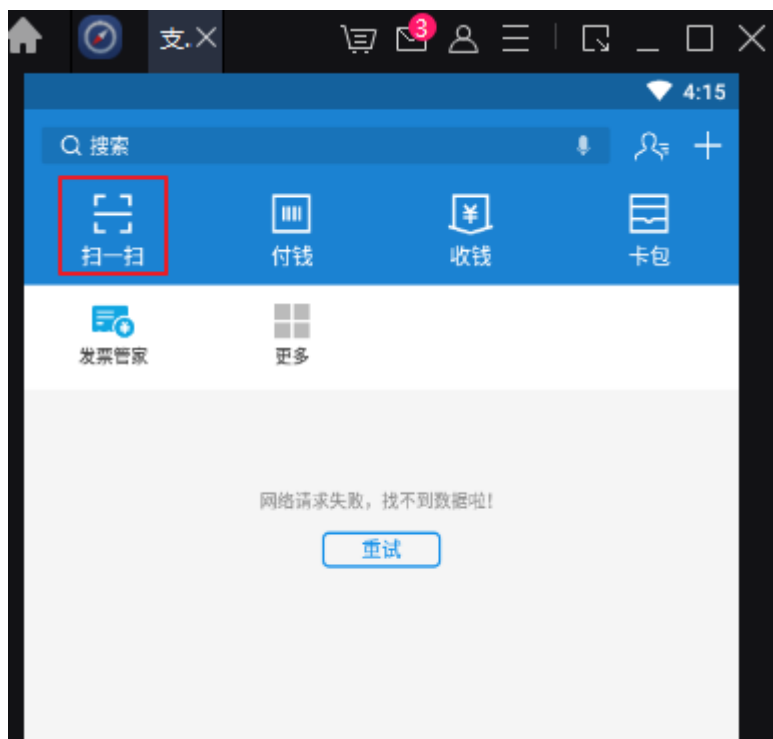 支.
3
4:15
搜索
扫一扫 付钱 收钱 卡包
发票管家 更多
网络请求失败，找不到数据啦!
重试